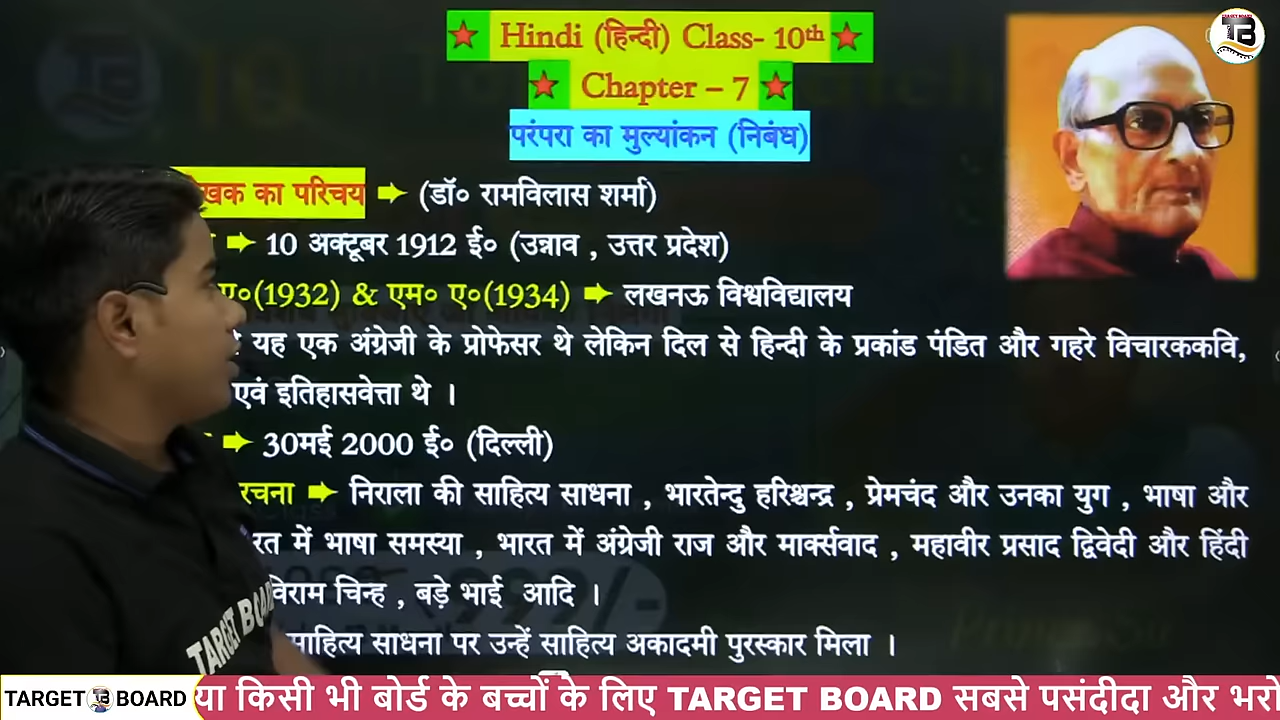 Hindi (हिन्दी) Class- 10th
Chapter – 7
परंपरा का मुल्यांकन (निबंध)
का परिचय ➡ (डॉ० रामविलास शर्मा)
➡ 10 अक्टूबर 1912 ई० (उन्नाव , उत्तर प्रदेश)
ए०(1932) & एम० ए०(1934) ➡ लखनऊ विश्वविद्यालय
यह एक अंग्रेजी के प्रोफेसर थे लेकिन दिल से हिन्दी के प्रकांड पंडित और गहरे विचारककवि,
एवं इतिहासवेत्ता थे ।
➡ 30मई 2000 ई० (दिल्ली)
रचना ➡ निराला की साहित्य साधना , भारतेन्दु हरिश्चन्द्र , प्रेमचंद और उनका युग , भाषा और
में भाषा समस्या , भारत में अंग्रेजी राज और मार्क्सवाद , महावीर प्रसाद द्विवेदी और हिंदी
विराम चिन्ह , बड़े भाई आदि ।
साहित्य साधना पर उन्हें साहित्य अकादमी पुरस्कार मिला ।
TARGET BOARD
TARGET BOARD
या किसी भी बोर्ड के बच्चों के लिए TARGET BOARD सबसे पसंदीदा और